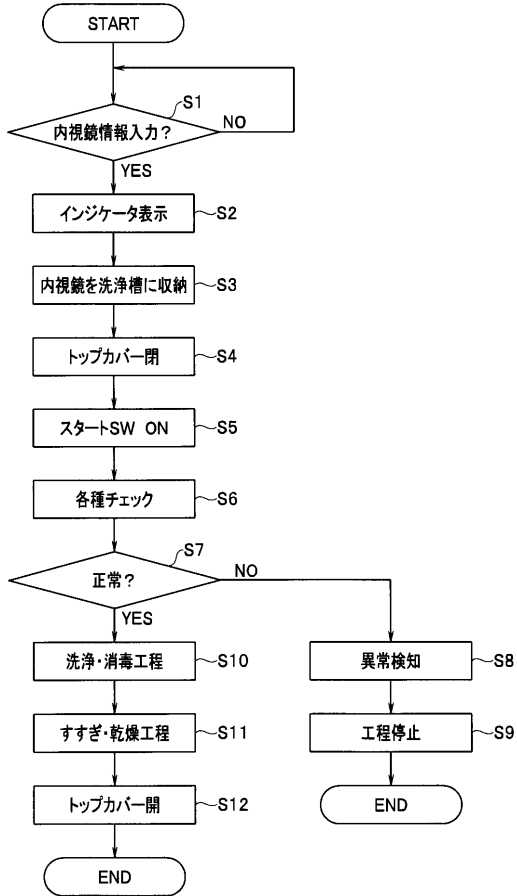 START
S1
内視鏡情報入力?
NO
YES
インジケータ表示
S2
内視鏡を洗浄槽に収納
S3
トップカバー閉
S4
スタートSW ON
S5
各種チェック
S6
S7
正常?
NO
YES
洗浄・消毒工程
S10
異常検知
S8
すすぎ・乾燥工程
S11
工程停止
S9
トップカバー開
S12
END
END